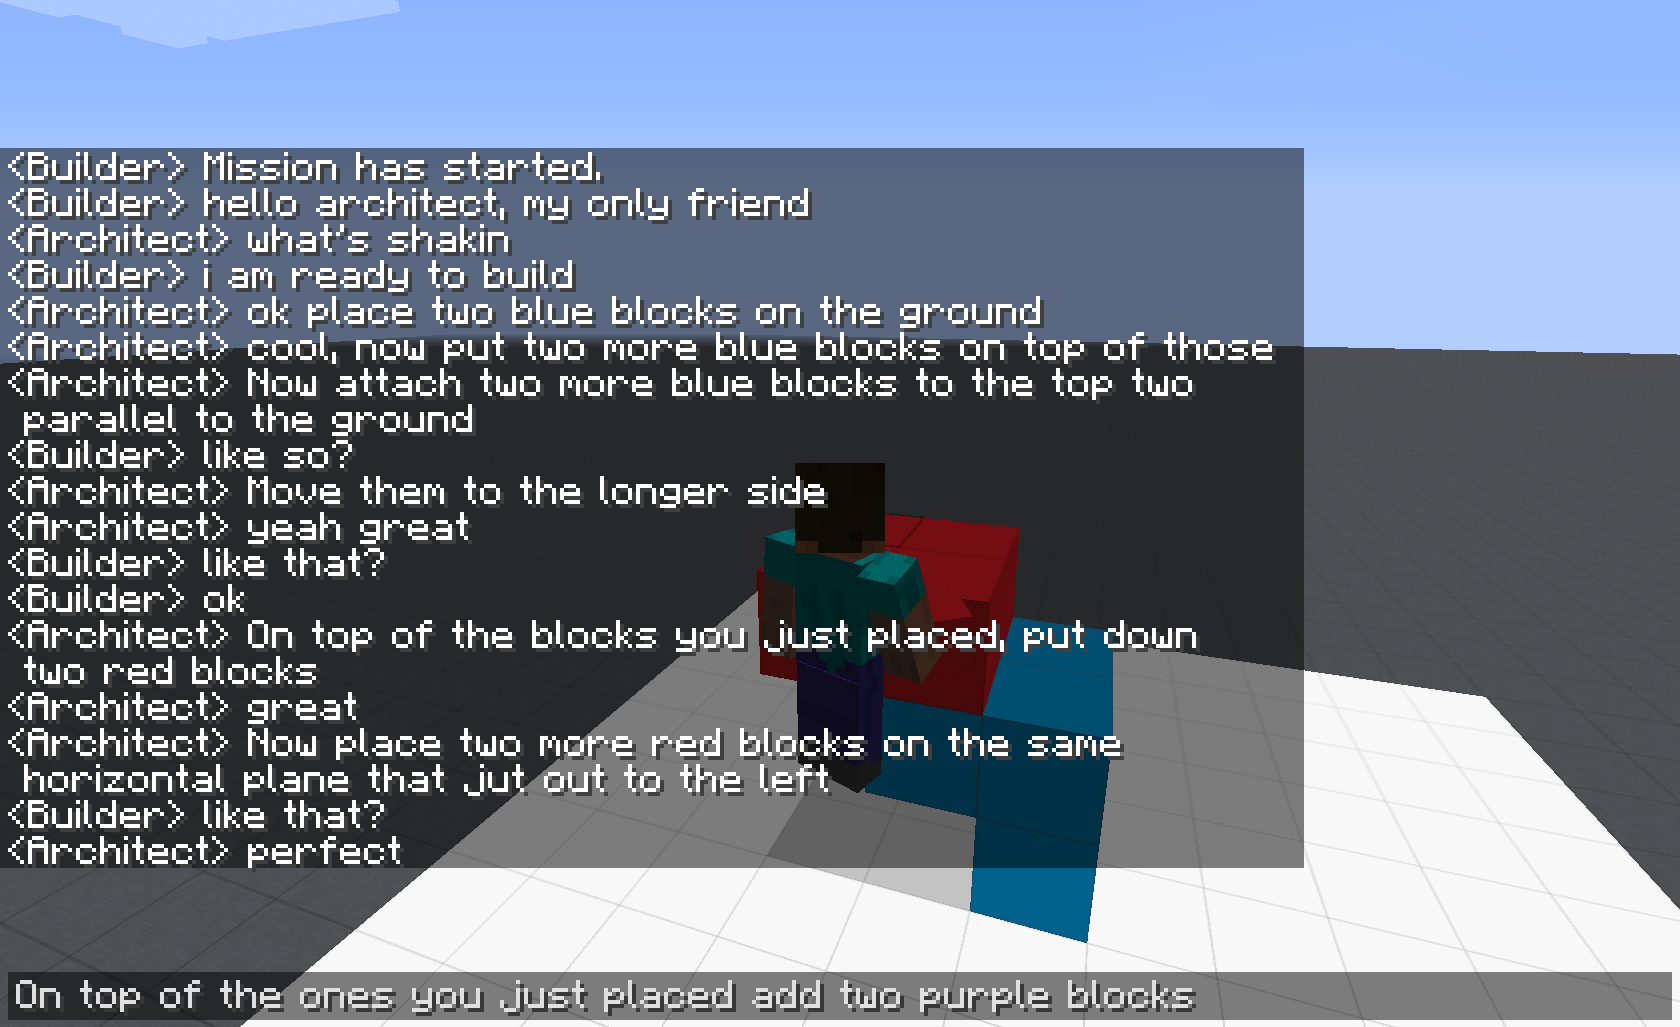 <Builder> Mission has started.
<Builder> hello architect, my only friend
<Architect> what's shakin
<Builder> i am ready to build
<Architect> ok place two blue blocks on the ground
<Architect> cool, now put two more blue blocks on top of those
<Architect> Now attach two more blue blocks to the top two
parallel to the ground
<Builder> like so?
<Architect> Move them to the longer side
<Architect> yeah great
<Builder> like that?
<Builder> ok
<Architect> On top of the blocks you just placed, put down
two red blocks
<Architect> great
<Architect> Now place two more red blocks on the same
horizontal plane that jut out to the left
<Builder> like that?
<Architect> perfect
On top of the ones you just placed add two purple blocks